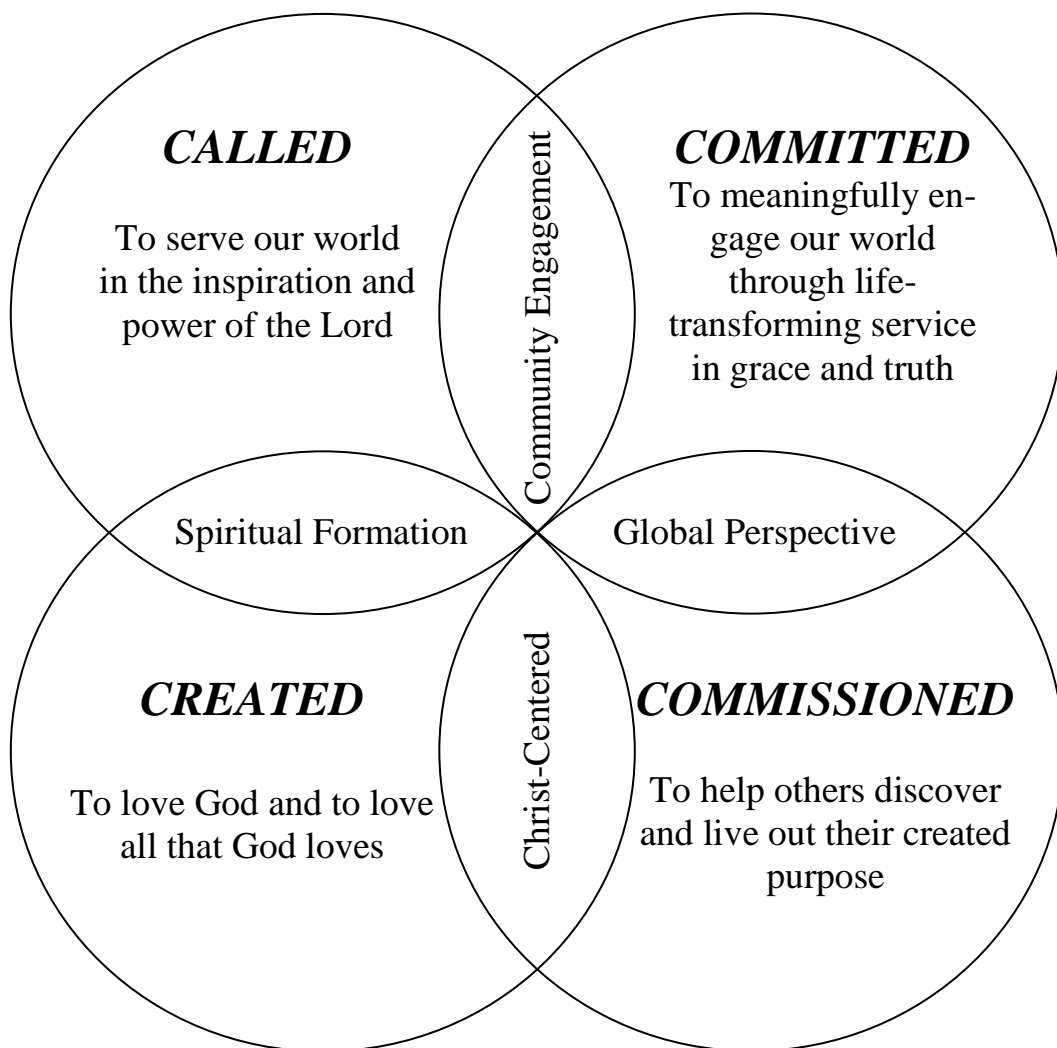 CALLED
To serve our world
in the inspiration and
power of the Lord
Community Engagement
COMMITTED
To meaningfully en-
gage our world
through life-
transforming service
in grace and truth
Spiritual Formation
Global Perspective
CREATED
To love God and to love
all that God loves
Christ-Centered
COMMISSIONED
To help others discover
and live out their created
purpose